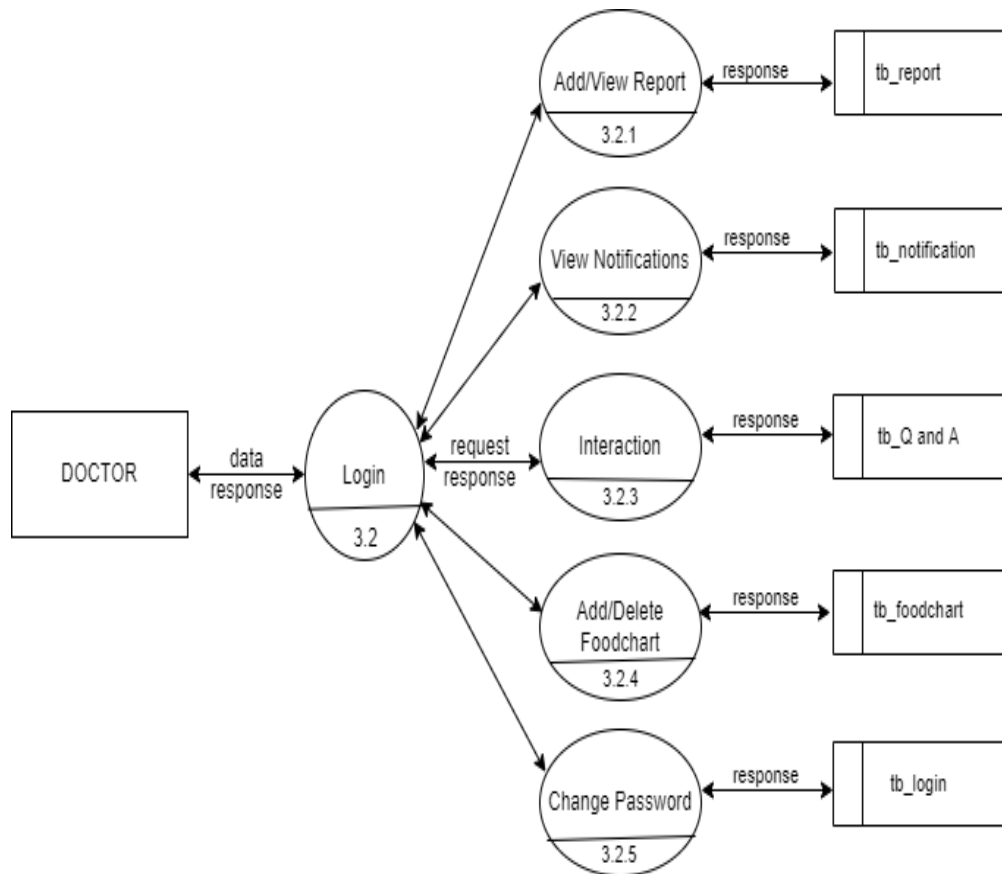 Add/View Report
3.2.1
response
tb_report
View Notifications
3.2.2
response
tb_notification
DOCTOR
data
response
Login
3.2
request
response
Interaction
3.2.3
response
tb_Q and A
Add/Delete
Foodchart
3.2.4
response
tb_foodchart
Change Password
3.2.5
response
tb_login